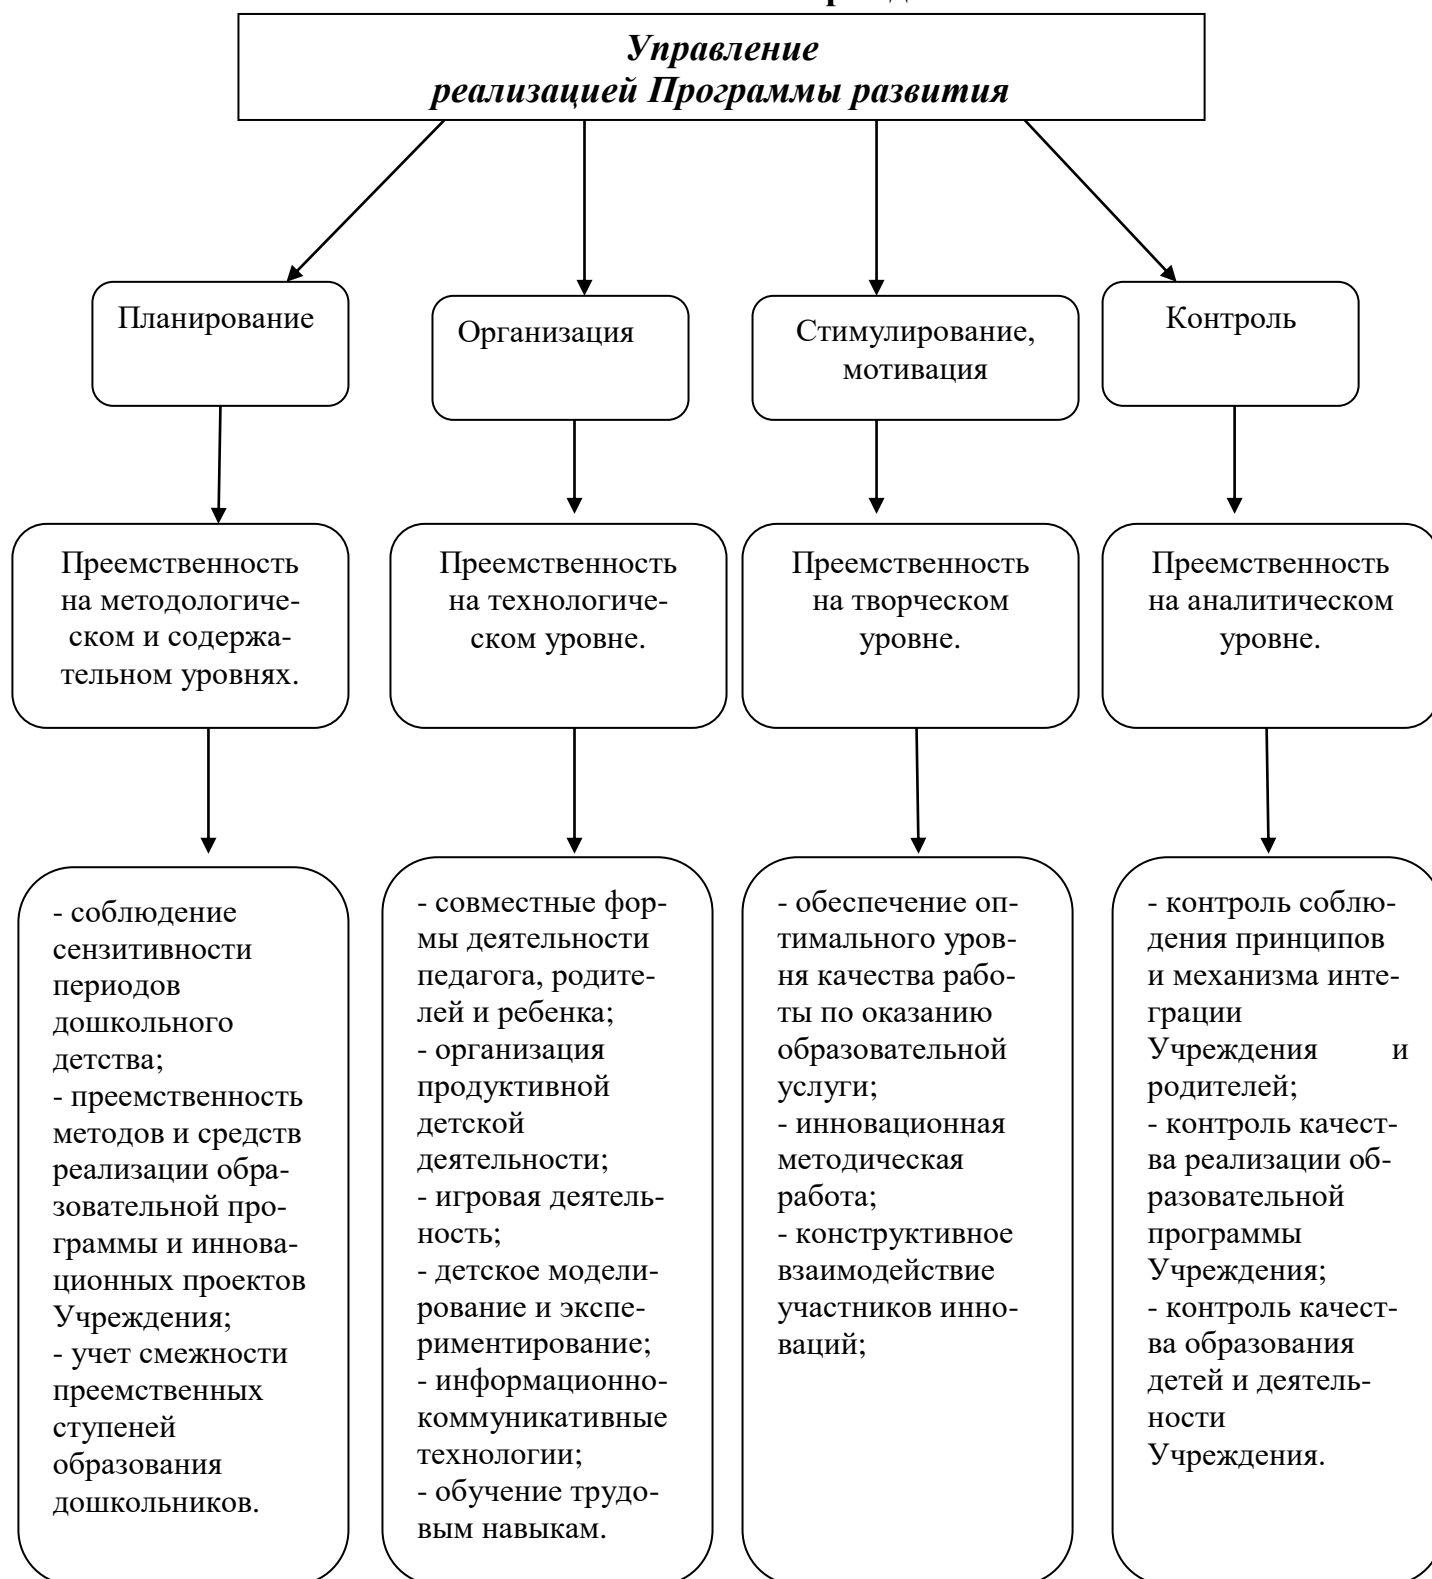 Управление
реализацией Программы развития
Планирование
Организация
Стимулирование,
мотивация
Контроль
Преемственность
на методологиче-
ском и содержа-
тельном уровнях.
Преемственность
на технологиче-
ском уровне.
Преемственность
на творческом
уровне.
Преемственность
на аналитическом
уровне.
- соблюдение
сензитивности
периодов
дошкольного
детства;
- преемственность
методов и средств
реализации обра-
зовательной про-
граммы и иннова-
ционных проектов
Учреждения;
- учет смежности
преемственных
ступеней
образования
дошкольников.
- совместные фор-
мы деятельности
педагога, родите-
лей и ребенка;
- организация
продуктивной
детской
деятельности;
- игровая деятель-
ность;
- детское модели-
рование и экспе-
риментирование;
- информационно-
коммуникативные
технологии;
- обучение трудо-
вым навыкам.
- обеспечение оп-
тимального уров-
ня качества рабо-
ты по оказанию
образовательной
услуги;
- инновационная
методическая
работа;
- конструктивное
взаимодействие
участников инно-
ваций;
- контроль соблю-
дения принципов
и механизма инте-
грации
Учреждения и
родителей;
- контроль качест-
ва реализации об-
разовательной
программы
Учреждения;
- контроль качест-
ва образования
детей и деятель-
ности
Учреждения.